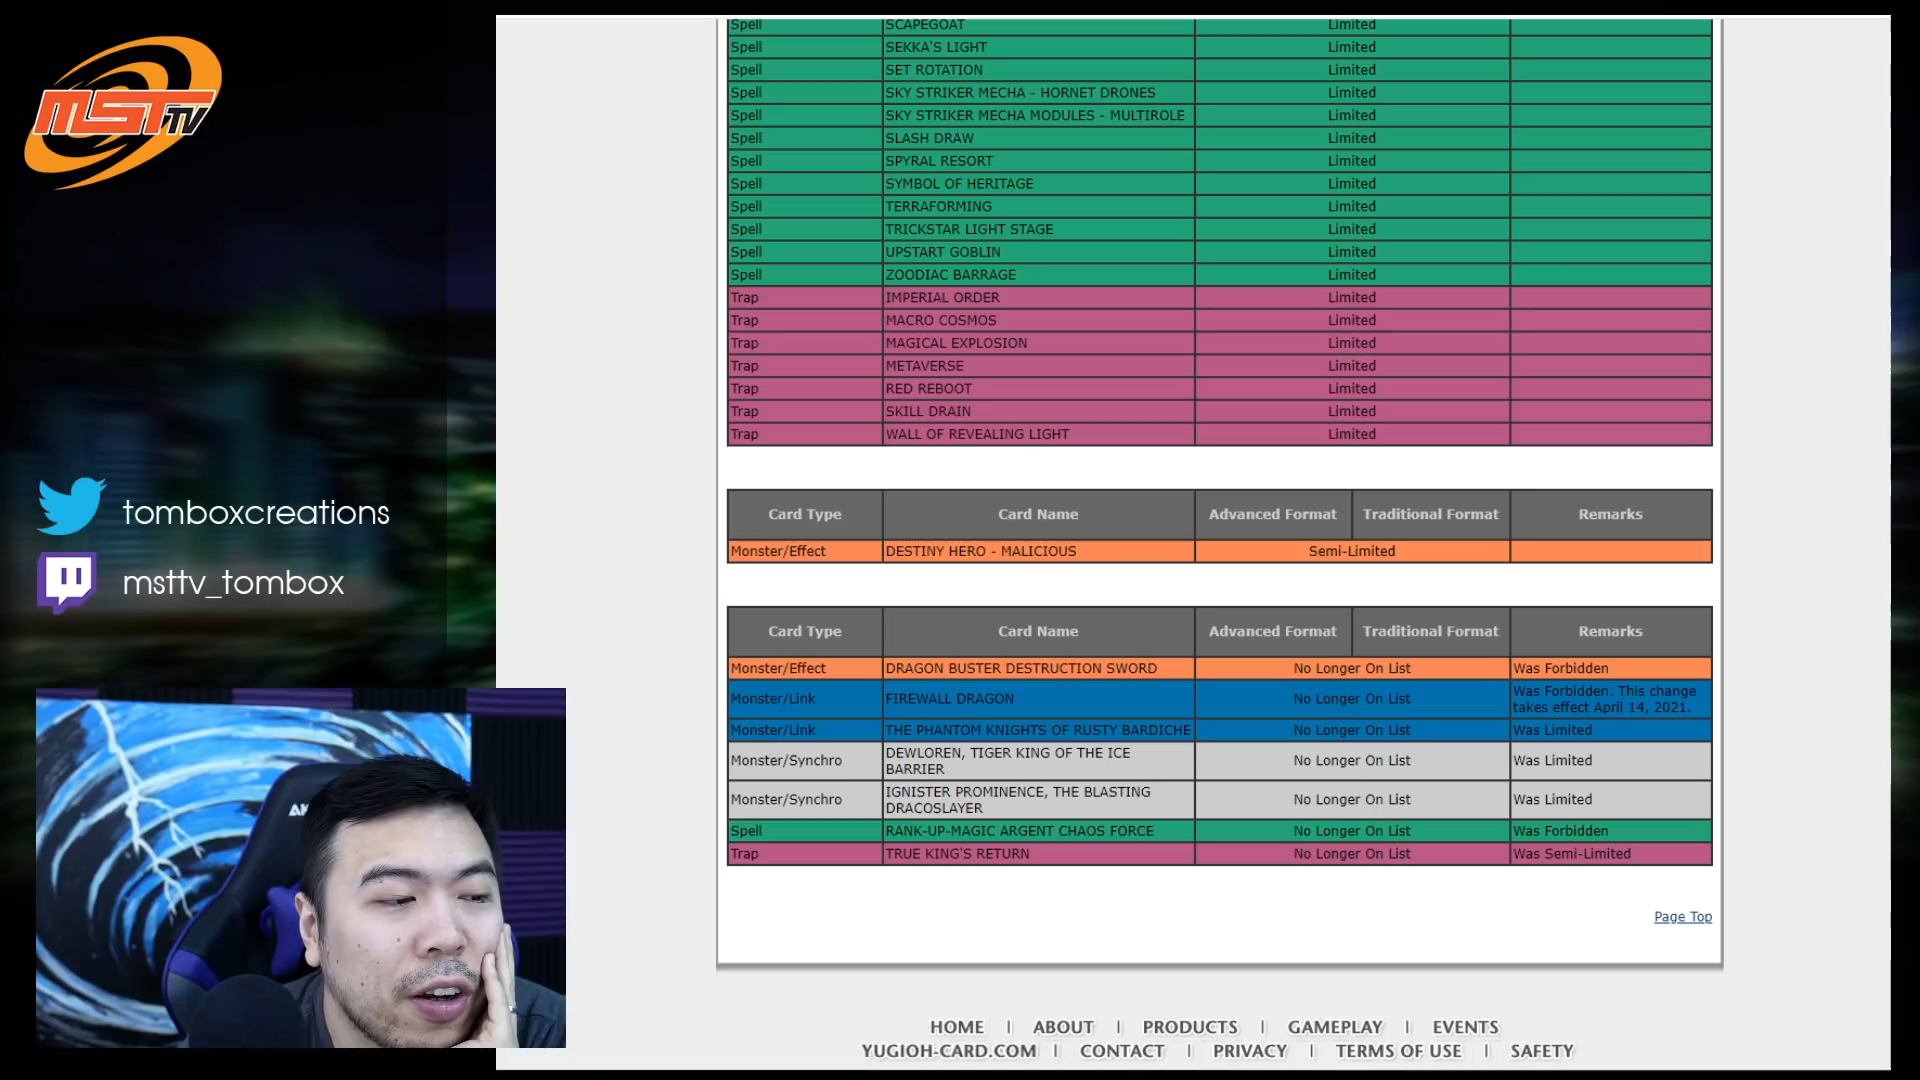 MST TV
tomboxcreations
msttv_tombox
Spell SCAPEGOAT Limited
Spell SEKKA'S LIGHT Limited
Spell SET ROTATION Limited
Spell SKY STRIKER MECHA - HORNET DRONES Limited
Spell SKY STRIKER MECHA MODULES - MULTIROLE Limited
Spell SLASH DRAW Limited
Spell SPYRAL RESORT Limited
Spell SYMBOL OF HERITAGE Limited
Spell TERRAFORMING Limited
Spell TRICKSTAR LIGHT STAGE Limited
Spell UPSTART GOBLIN Limited
Spell ZOODIAC BARRAGE Limited
Trap IMPERIAL ORDER Limited
Trap MACRO COSMOS Limited
Trap MAGICAL EXPLOSION Limited
Trap METAVERSE Limited
Trap RED REBOOT Limited
Trap SKILL DRAIN Limited
Trap WALL OF REVEALING LIGHT Limited
Card Type Card Name Advanced Format Traditional Format Remarks
Monster/Effect DESTINY HERO - MALICIOUS Semi-Limited
Card Type Card Name Advanced Format Traditional Format Remarks
Monster/Effect DRAGON BUSTER DESTRUCTION SWORD No Longer On List Was Forbidden
Monster/Link FIREWALL DRAGON No Longer On List Was Forbidden. This change
takes effect April 14, 2021.
Monster/Link THE PHANTOM KNIGHTS OF RUSTY BARDICHE No Longer On List Was Limited
Monster/Synchro DEWLOREN, TIGER KING OF THE ICE
BARRIER No Longer On List Was Limited
Monster/Synchro IGNISTER PROMINENCE, THE BLASTING
DRACOSLAYER No Longer On List Was Limited
Spell RANK-UP-MAGIC ARGENT CHAOS FORCE No Longer On List Was Forbidden
Trap TRUE KING'S RETURN No Longer On List Was Semi-Limited
Page Top
HOME | ABOUT | PRODUCTS | GAMEPLAY | EVENTS
YUGIOH-CARD.COM | CONTACT | PRIVACY | TERMS OF USE | SAFETY